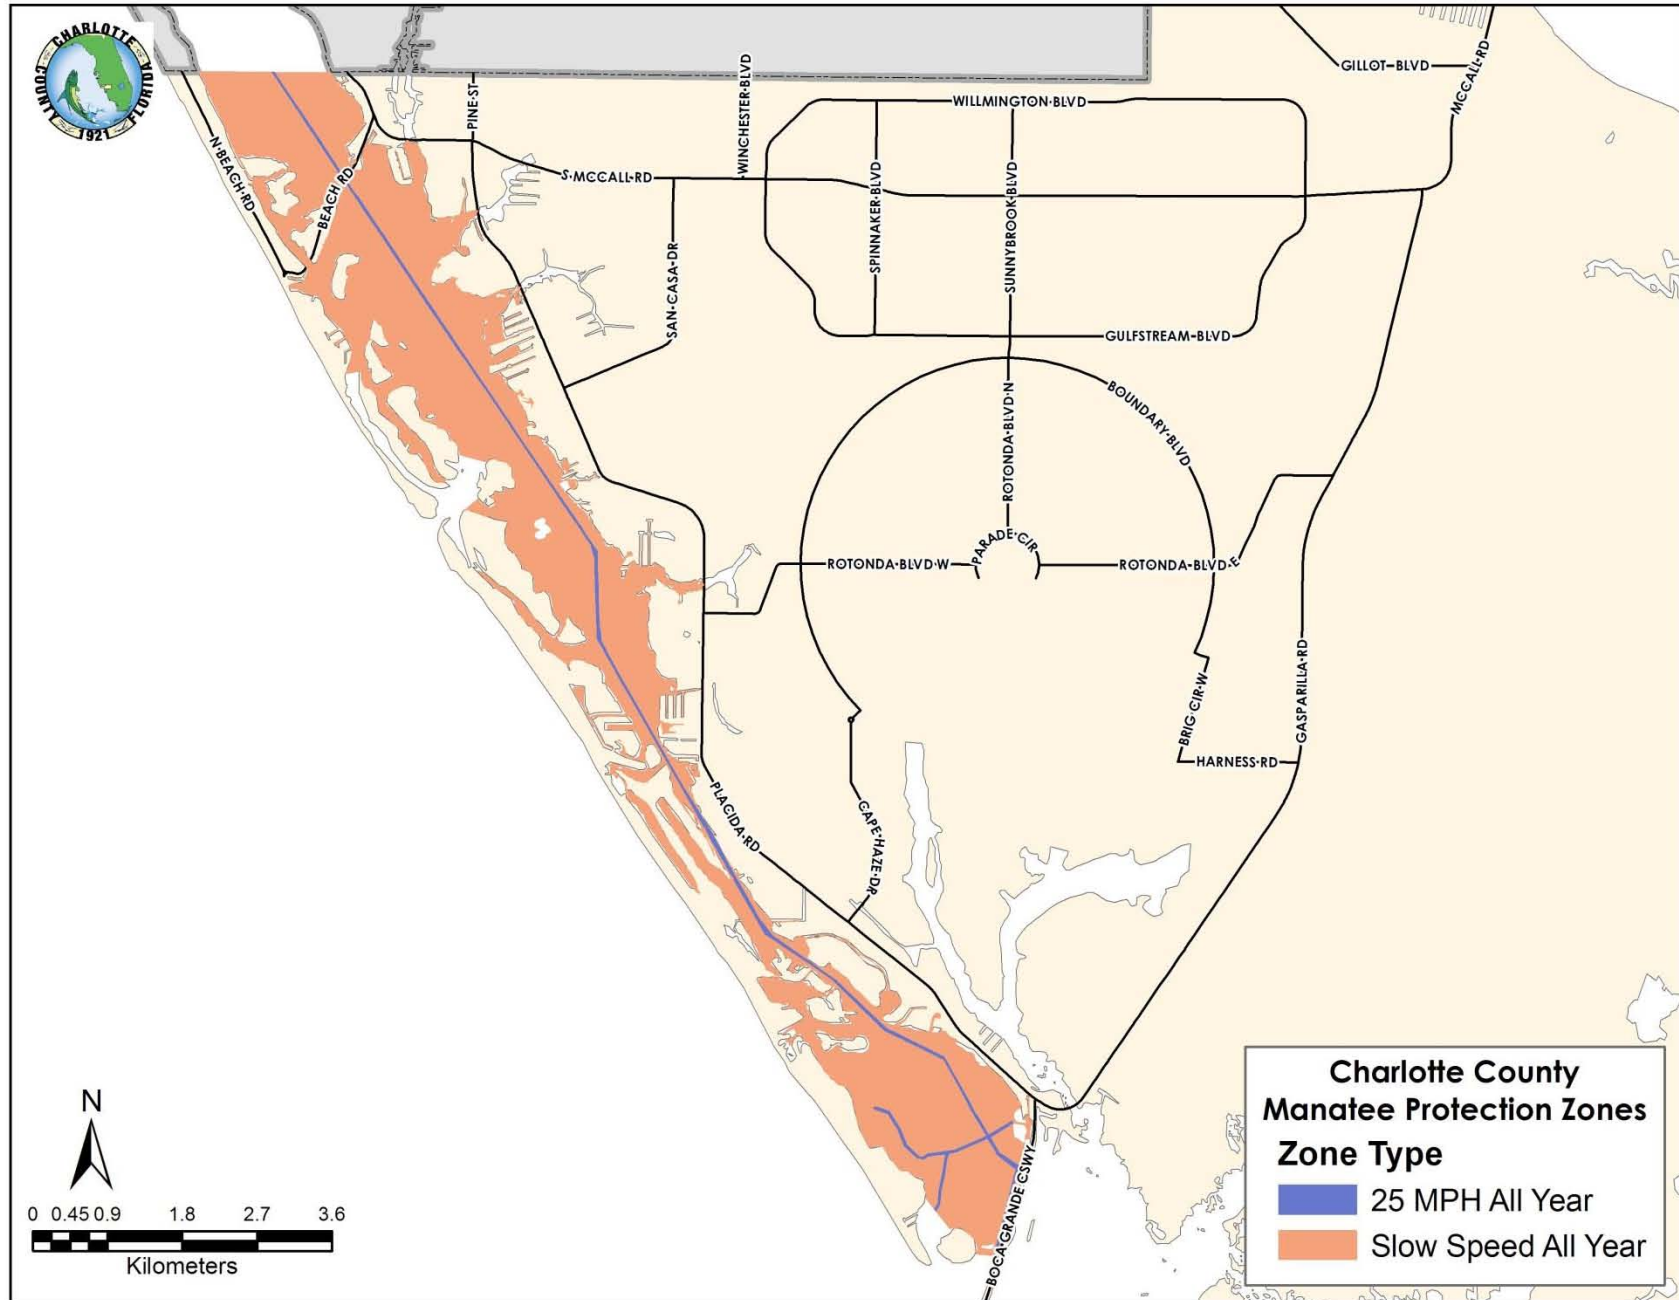 CHARLOTTE
COUNTY
FLORIDA
1921
GILLOT BLVD
MCCALL RD
WINCHESTER BLVD
WILLMINGTON BLVD
PINE ST
N BEACH RD
BEACH RD
S MCCALL RD
SPINNAKER BLVD
SUNNYBROOK BLVD
SAN CASA DR
GULFSTREAM BLVD
BOUNDARY BLVD
ROTONDA BLVD N
PARADE CIR
ROTONDA BLVD W
ROTONDA BLVD E
BRIG CIR W
GASPARILLA RD
HARNESS RD
PLACIDA RD
CAPE HAZE DR
BOCA GRANDE CSWY
N
0 0.45 0.9 1.8 2.7 3.6
Kilometers
Charlotte County
Manatee Protection Zones
Zone Type
25 MPH All Year
Slow Speed All Year